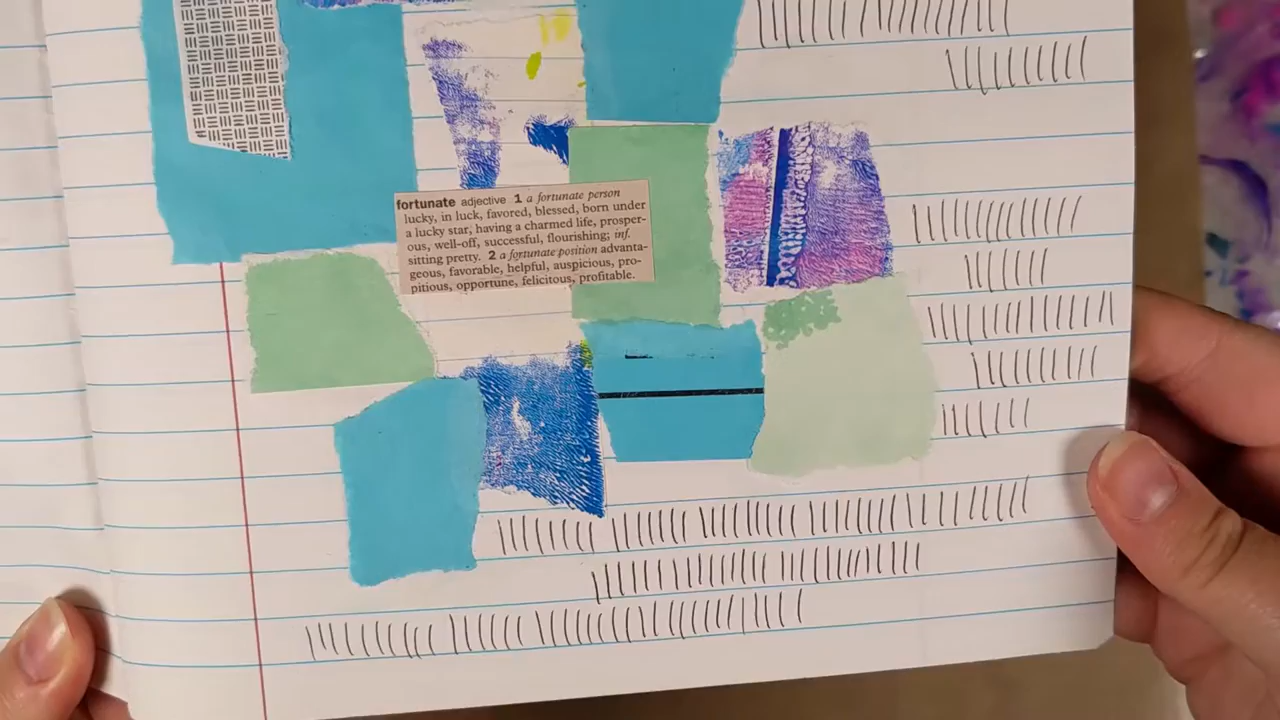 fortunate adjective 1 a fortunate person
lucky, in luck, favored, blessed, born under
a lucky star, having a charmed life, prosper-
ous, well-off, successful, flourishing; inf.
sitting pretty. 2 a fortunate position advanta-
geous, favorable, helpful, auspicious, pro-
pitious, opportune, felicitous, profitable.